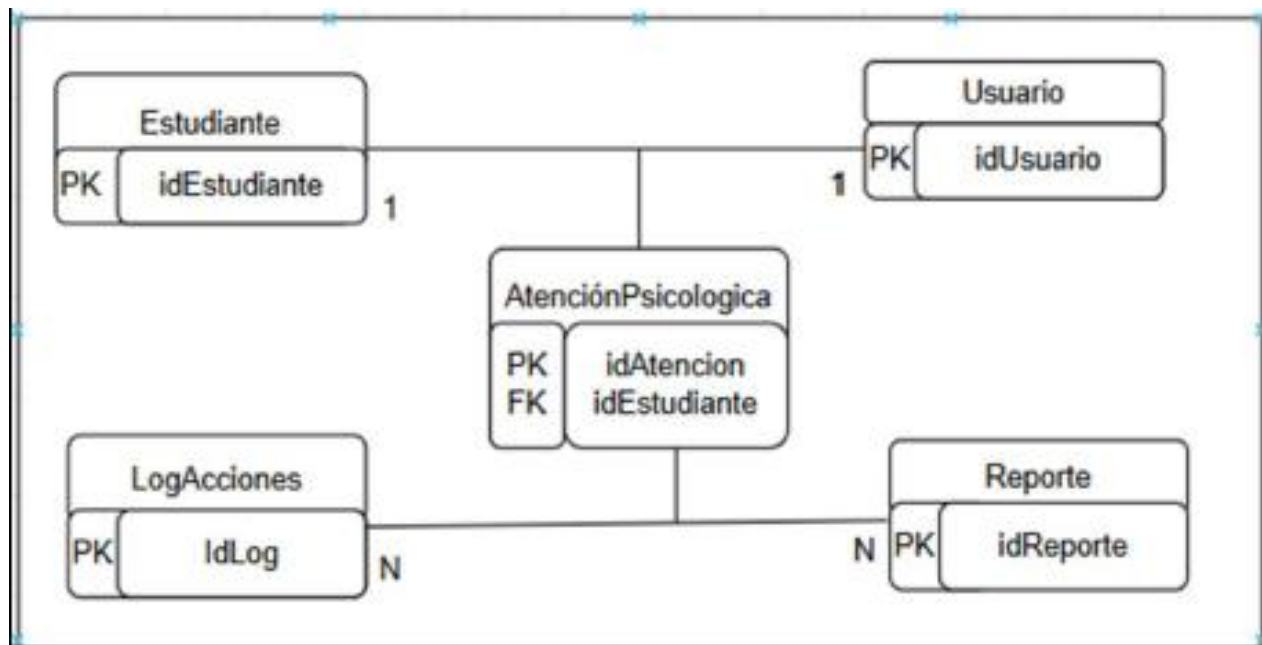 Estudiante
PK idEstudiante
1
Usuario
PK idUsuario
1
AtenciónPsicologica
PK idAtencion
FK idEstudiante
LogAcciones
PK IdLog
N
Reporte
N PK idReporte